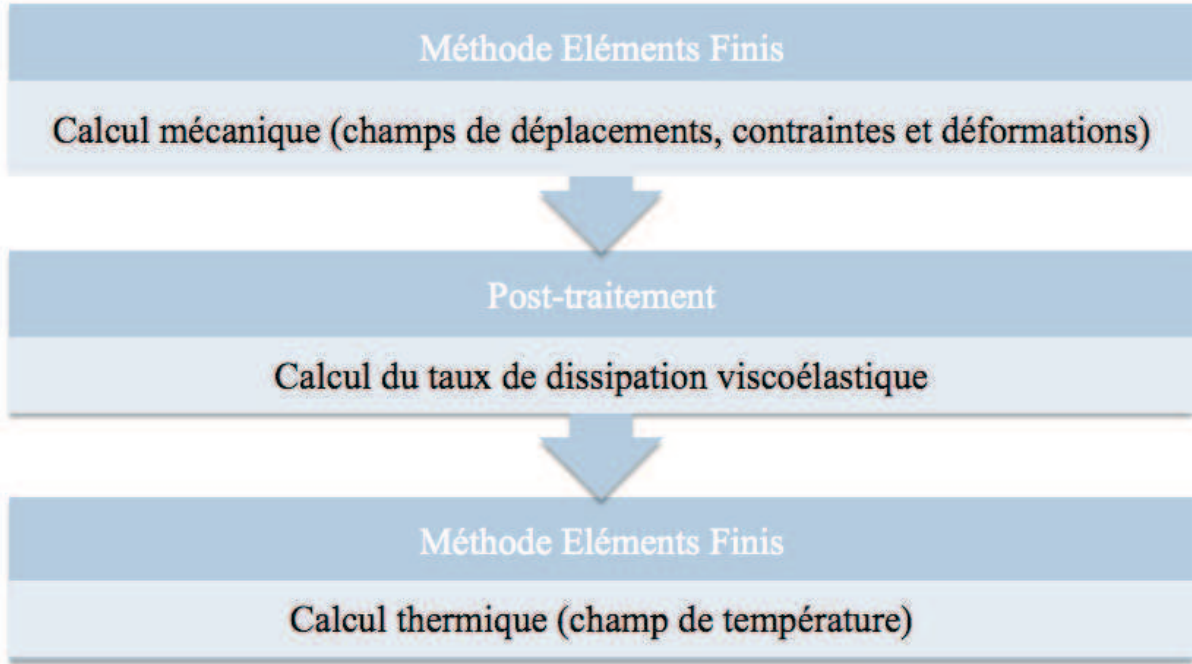 Méthode Eléments Finis
Calcul mécanique (champs de déplacements, contraintes et déformations)
Post-traitement
Calcul du taux de dissipation viscoélastique
Méthode Eléments Finis
Calcul thermique (champ de température)